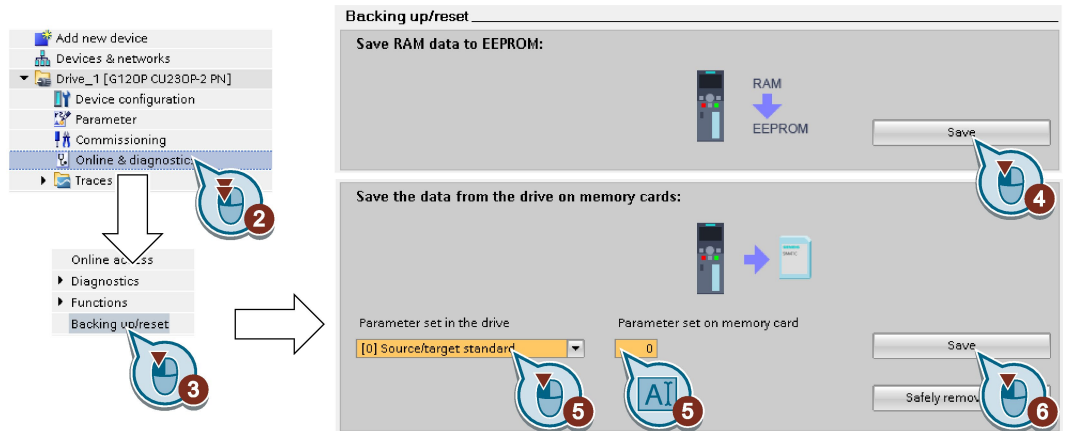 Add new device
Devices & networks
Drive_1 [G120P CU230P-2 PN]
Device configuration
Parameter
Commissioning
Online & diagnostic
Traces
2
Online access
Diagnostics
Functions
Backing up/reset
3
Backing up/reset
Save RAM data to EEPROM:
RAM
EEPROM
Save
4
Save the data from the drive on memory cards:
Parameter set in the drive
Parameter set on memory card
[0] Source/target standard
0
Save
5
AI
5
Safely remov
6